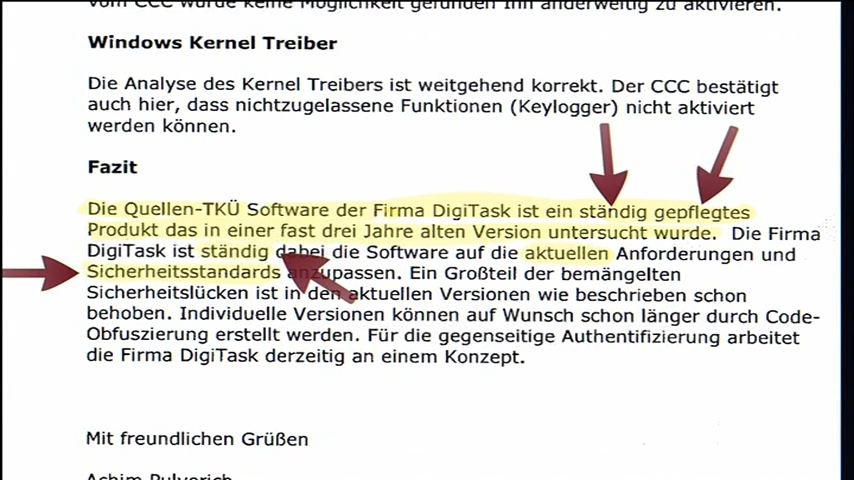 vom CCC wurde keine Möglichkeit gefunden ihn anderweitig zu aktivieren.
Windows Kernel Treiber
Die Analyse des Kernel Treibers ist weitgehend korrekt. Der CCC bestätigt
auch hier, dass nichtzugelassene Funktionen (Keylogger) nicht aktiviert
werden können.
Fazit
Die Quellen-TKÜ Software der Firma DigiTask ist ein ständig gepflegtes
Produkt das in einer fast drei Jahre alten Version untersucht wurde. Die Firma
DigiTask ist ständig dabei die Software auf die aktuellen Anforderungen und
Sicherheitsstandards anzupassen. Ein Großteil der bemängelten
Sicherheitslücken ist in den aktuellen Versionen wie beschrieben schon
behoben. Individuelle Versionen können auf Wunsch schon länger durch Code-
Obfuszierung erstellt werden. Für die gegenseitige Authentifizierung arbeitet
die Firma DigiTask derzeitig an einem Konzept.
Mit freundlichen Grüßen
Achim Pulverich